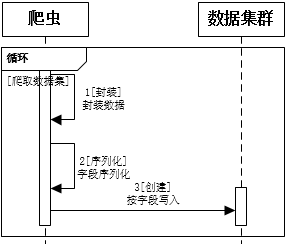 爬虫
数据集群
循环
[爬取数据集]
1[封装]
封装数据
2[序列化]
字段序列化
3[创建]
按字段写入